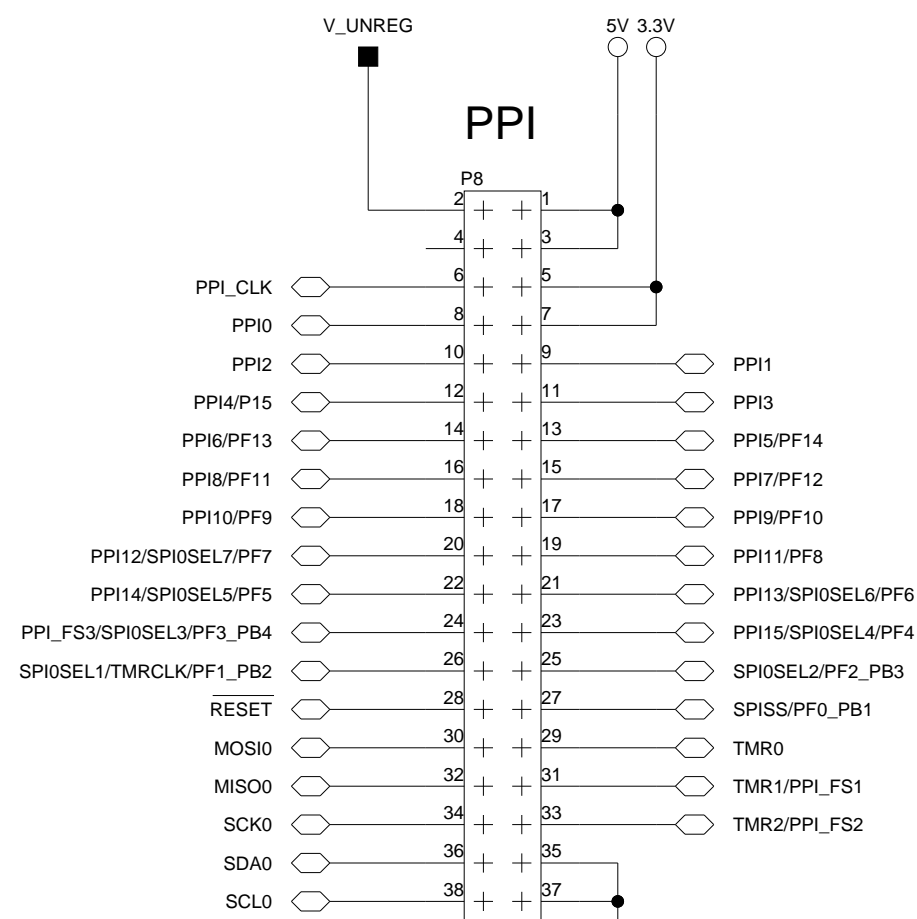 V_UNREG 5V 3.3V
PPI
P8
2 1
4 3
PPI_CLK 6 5
PPI0 8 7
PPI2 10 9 PPI1
PPI4/P15 12 11 PPI3
PPI6/PF13 14 13 PPI5/PF14
PPI8/PF11 16 15 PPI7/PF12
PPI10/PF9 18 17 PPI9/PF10
PPI12/SPI0SEL7/PF7 20 19 PPI11/PF8
PPI14/SPI0SEL5/PF5 22 21 PPI13/SPI0SEL6/PF6
PPI_FS3/SPI0SEL3/PF3_PB4 24 23 PPI15/SPI0SEL4/PF4
SPI0SEL1/TMRCLK/PF1_PB2 26 25 SPI0SEL2/PF2_PB3
RESET 28 27 SPISS/PF0_PB1
MOSI0 30 29 TMR0
MISO0 32 31 TMR1/PPI_FS1
SCK0 34 33 TMR2/PPI_FS2
SDA0 36 35
SCL0 38 37